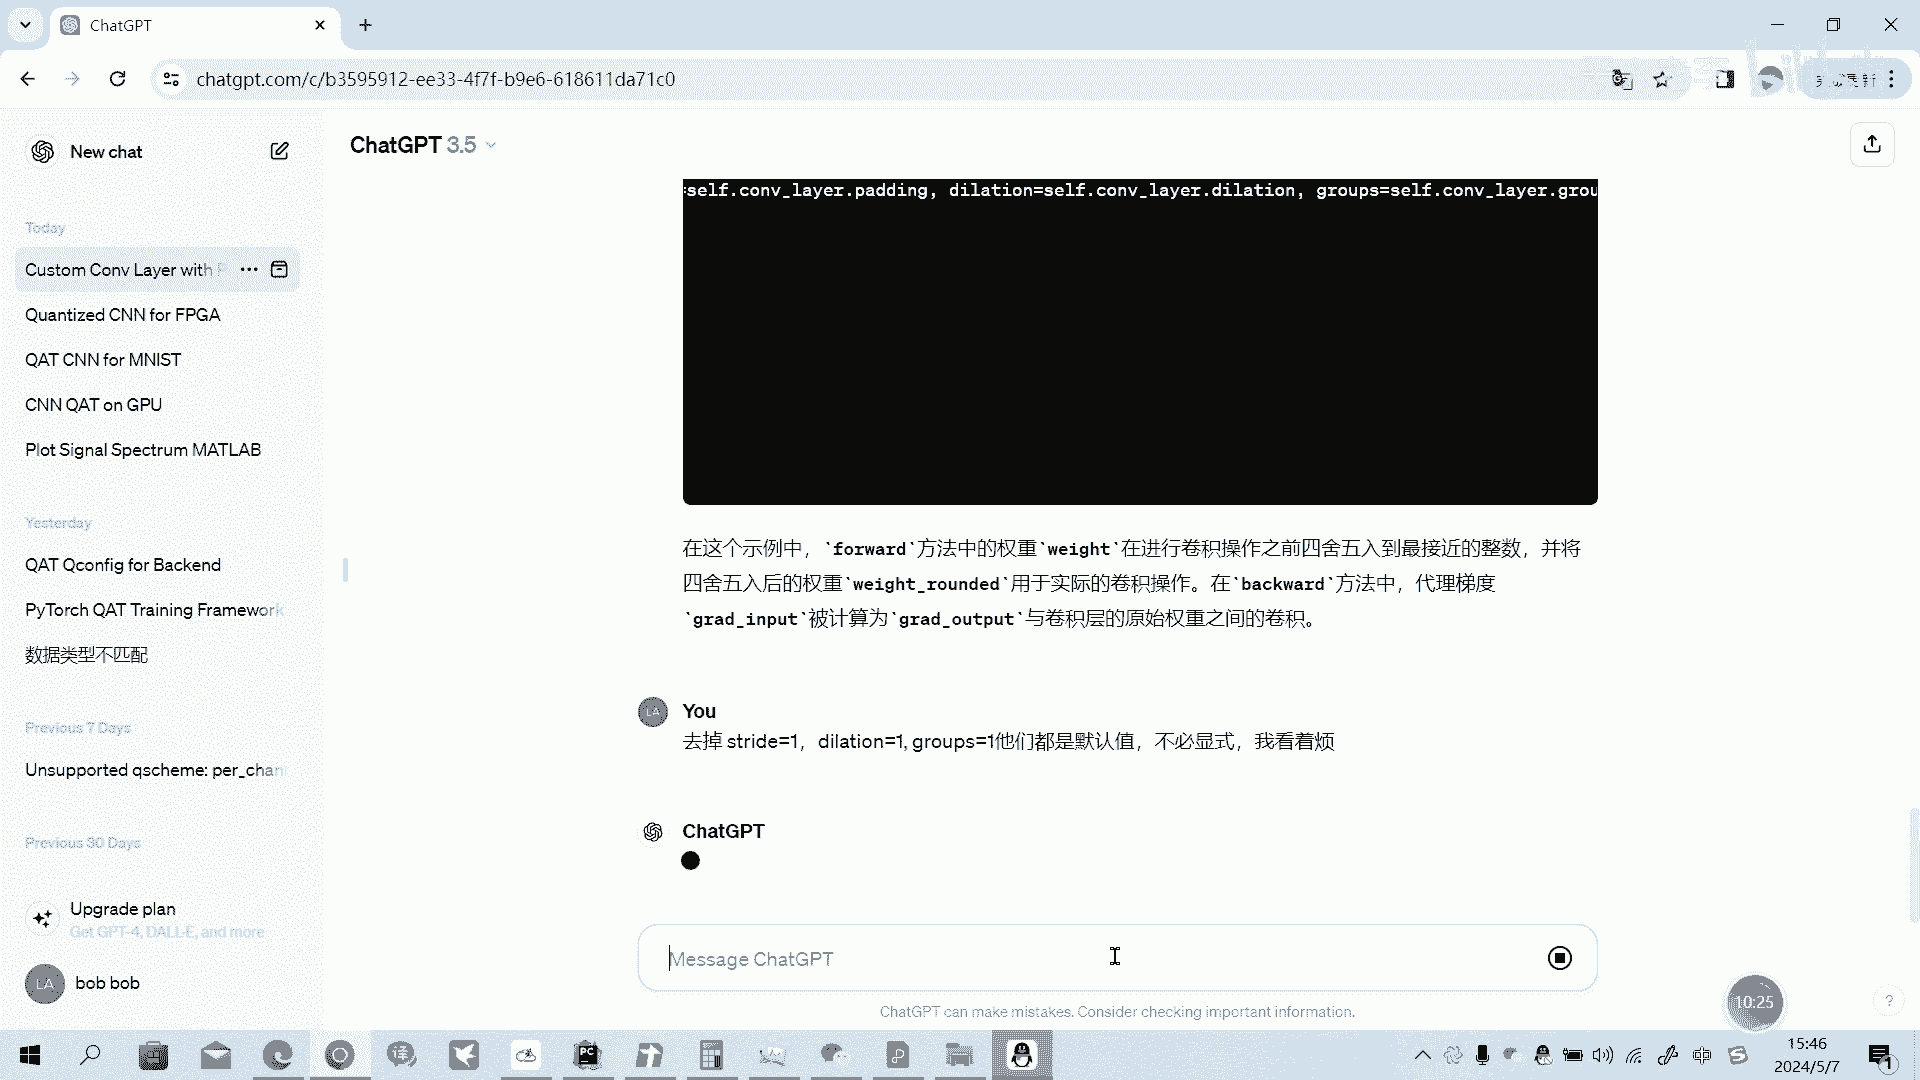 ChatGPT
chatgpt.com/c/b3595912-ee33-4f7f-b9e6-618611da71c0
New chat
ChatGPT 3.5
Today
Custom Conv Layer with P
Quantized CNN for FPGA
QAT CNN for MNIST
CNN QAT on GPU
Plot Signal Spectrum MATLAB
Yesterday
QAT Qconfig for Backend
PyTorch QAT Training Framework
数据类型不匹配
Previous 7 Days
Unsupported qscheme: per_chan
Previous 30 Days
Upgrade plan
Get GPT-4, DALL·E, and more
LA
bob bob
=self.conv_layer.padding, dilation=self.conv_layer.dilation, groups=self.conv_layer.grou
在这个示例中，`forward`方法中的权重`weight`在进行卷积操作之前四舍五入到最接近的整数，并将
四舍五入后的权重`weight_rounded`用于实际的卷积操作。在`backward`方法中，代理梯度
`grad_input`被计算为`grad_output`与卷积层的原始权重之间的卷积。
LA
You
去掉 stride=1，dilation=1, groups=1他们都是默认值，不必显式，我看着烦
ChatGPT
Message ChatGPT
ChatGPT can make mistakes. Consider checking important information.
10:25
?
译
PC
中
15:46
2024/5/7
1